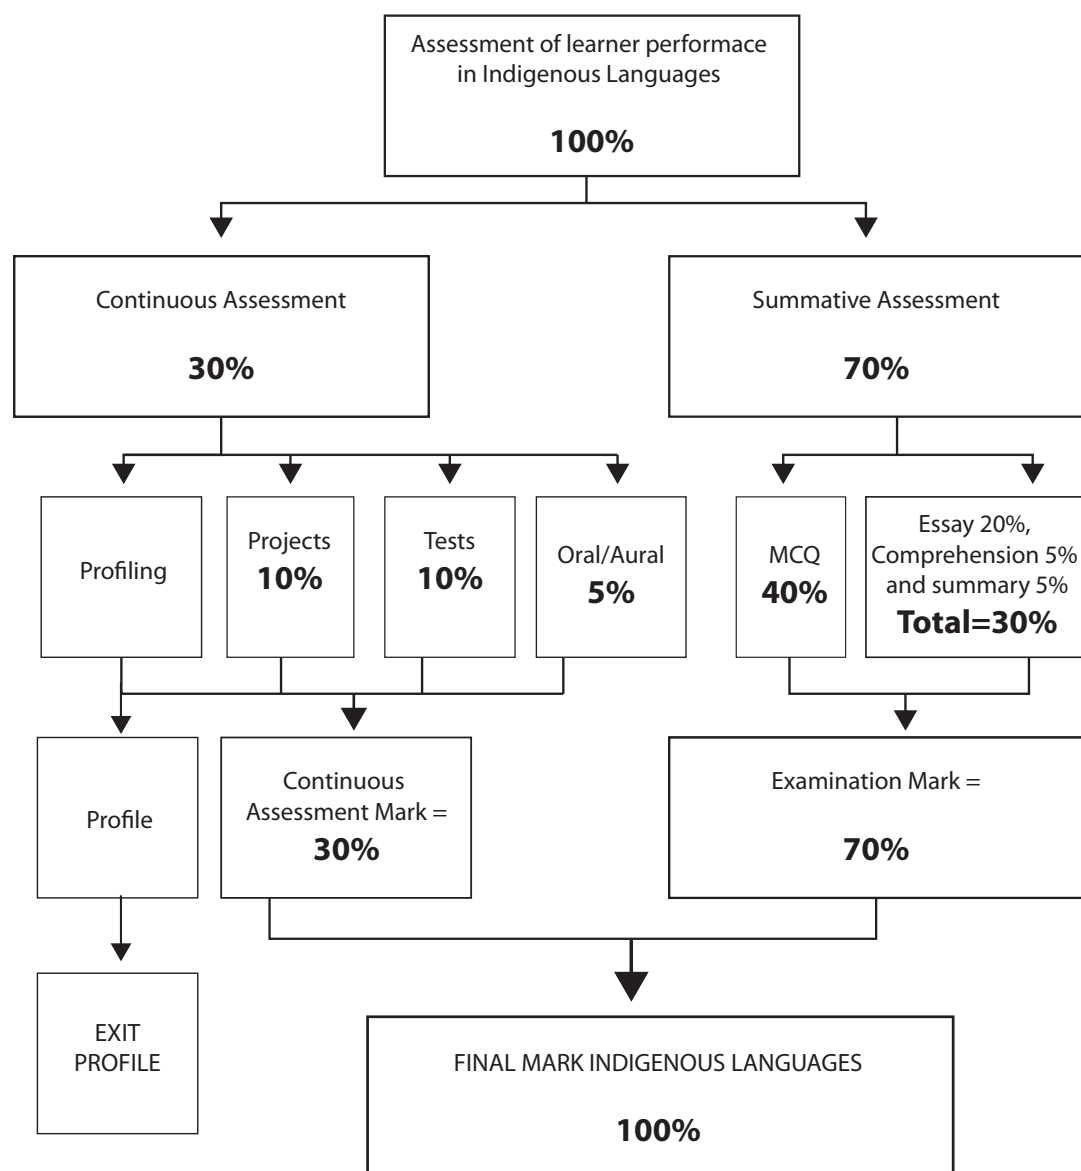 Assessment of learner performace
in Indigenous Languages
100%
Continuous Assessment
30%
Summative Assessment
70%
Profiling
Projects
10%
Tests
10%
Oral/Aural
5%
MCQ
40%
Essay 20%,
Comprehension 5%
and summary 5%
Total=30%
Profile
Continuous
Assessment Mark =
30%
Examination Mark =
70%
EXIT
PROFILE
FINAL MARK INDIGENOUS LANGUAGES
100%